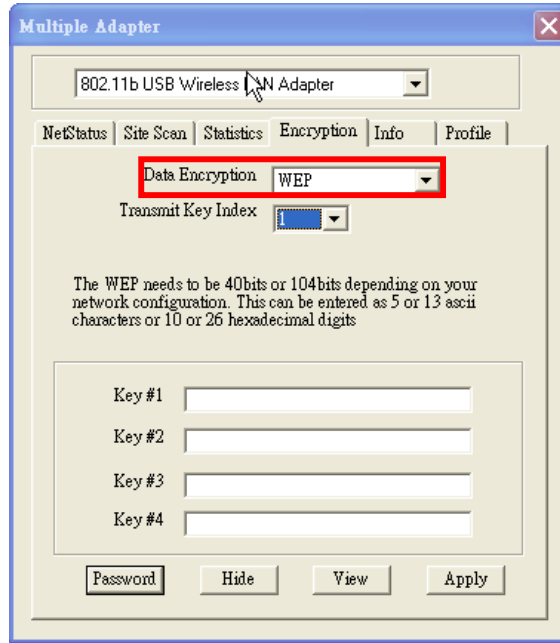 Multiple Adapter
802.11b USB Wireless LAN Adapter
NetStatus Site Scan Statistics Encryption Info Profile
Data Encryption WEP
Transmit Key Index 1
The WEP needs to be 40bits or 104bits depending on your
network configuration. This can be entered as 5 or 13 ascii
characters or 10 or 26 hexadecimal digits
Key #1
Key #2
Key #3
Key #4
Password Hide View Apply